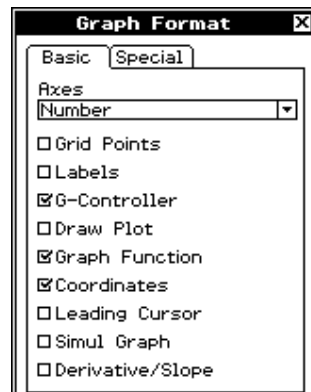 Graph Format
Basic Special
Axes
Number
Grid Points
Labels
G-Controller
Draw Plot
Graph Function
Coordinates
Leading Cursor
Simul Graph
Derivative/Slope